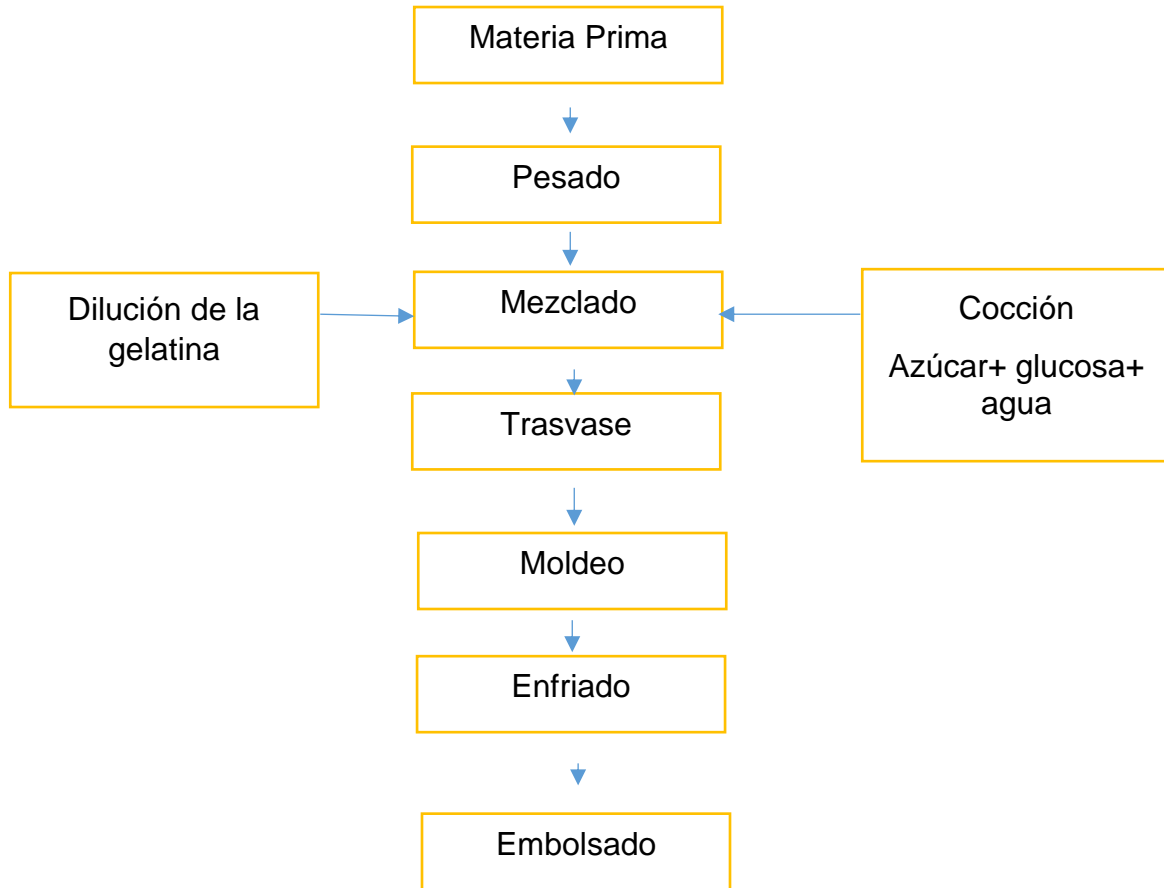 Materia Prima
Pesado
Dilución de la
gelatina
Mezclado
Cocción
Azúcar+ glucosa+
agua
Trasvase
Moldeo
Enfriado
Embolsado